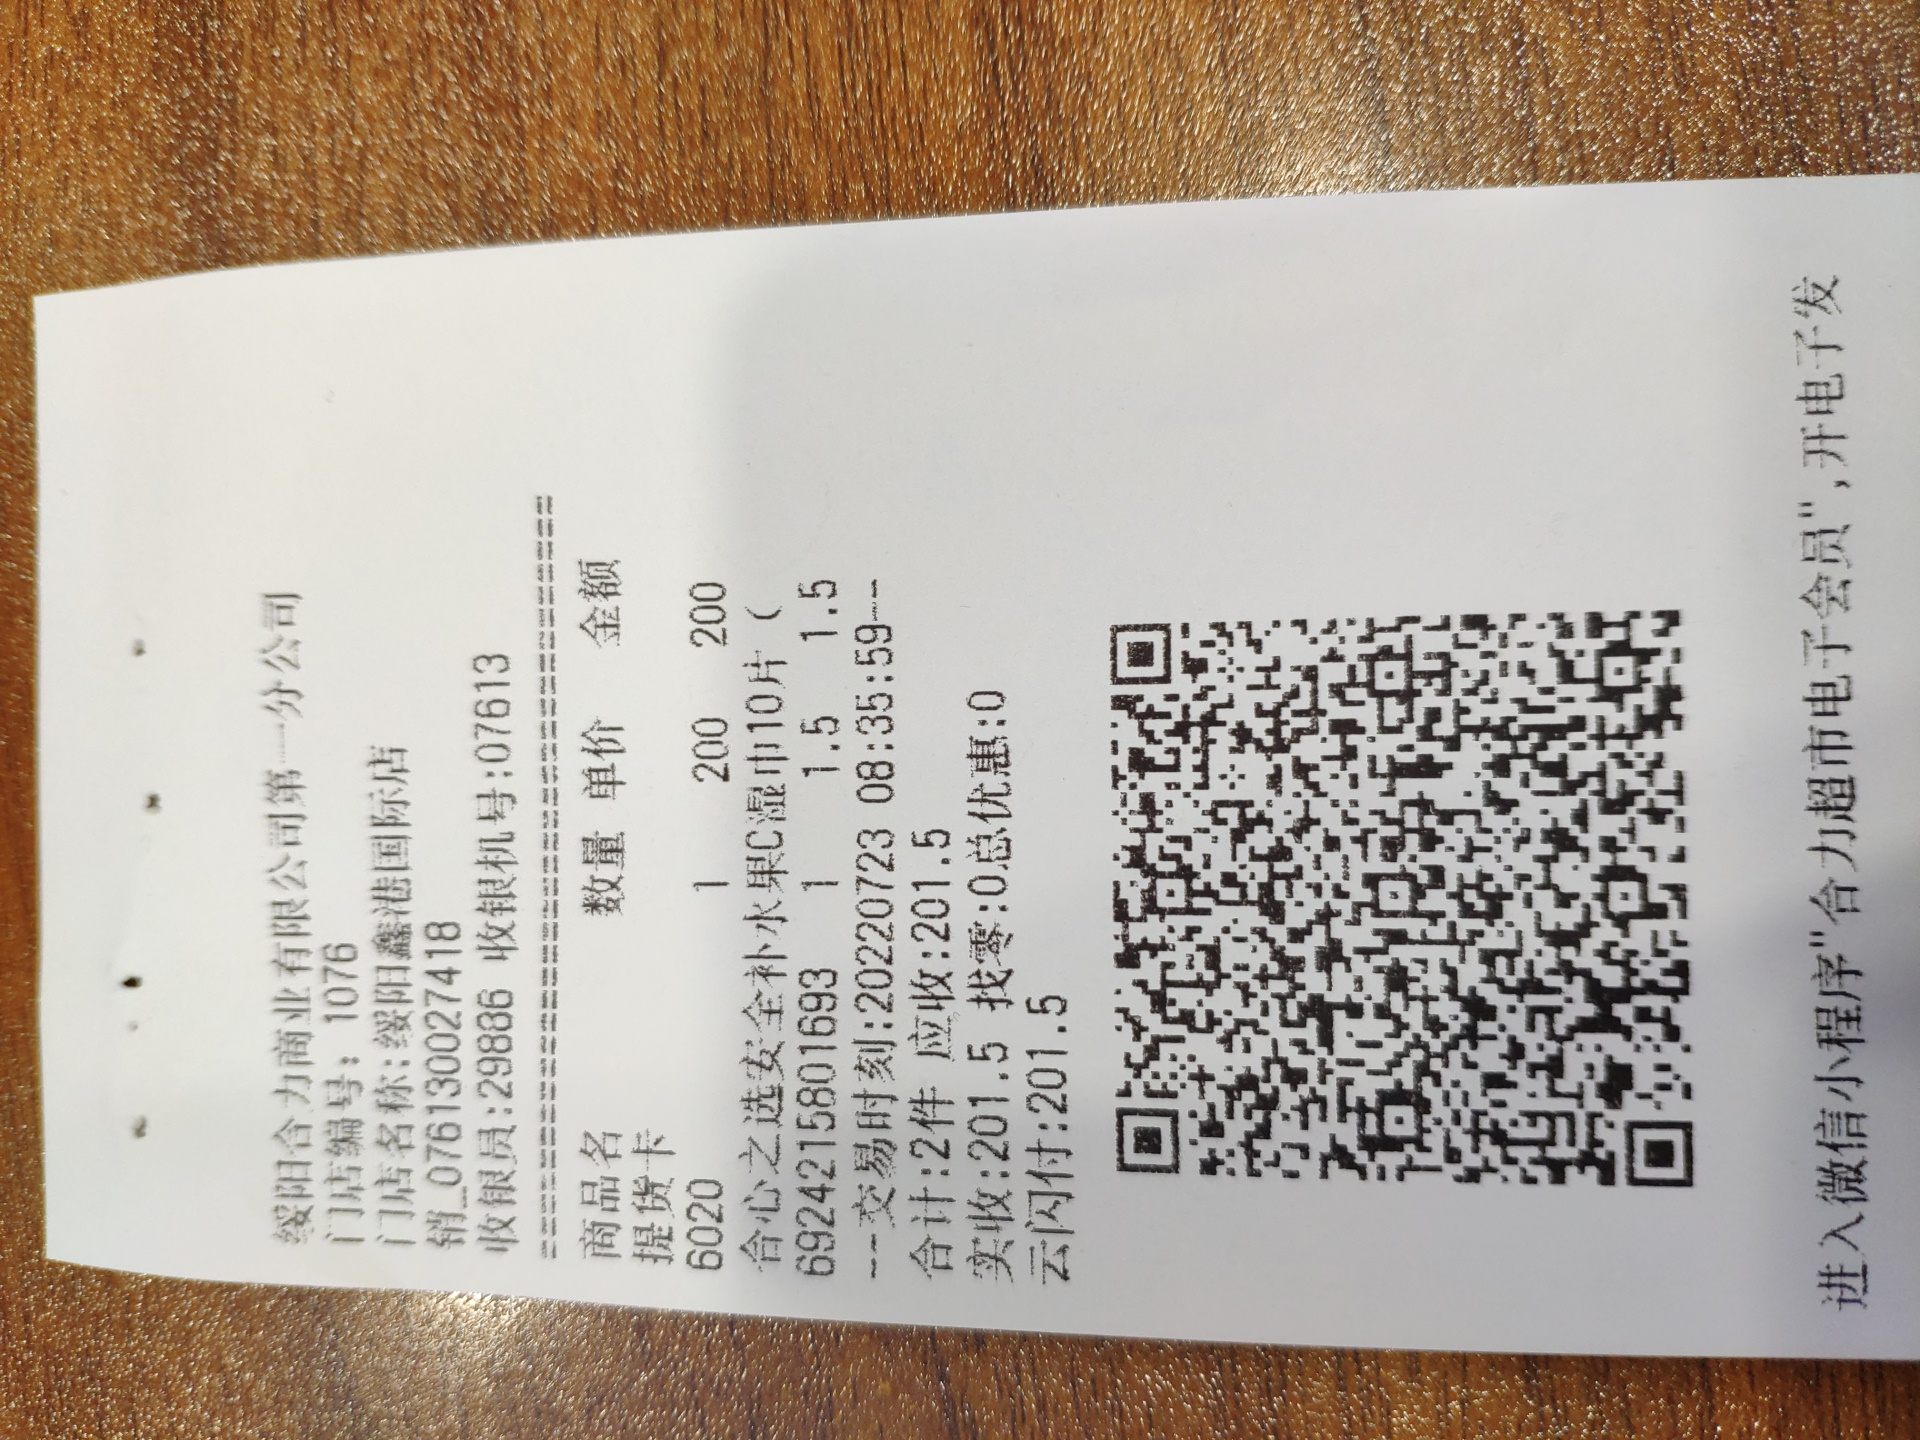 绥阳合力商业有限公司第一分公司
门店编号: 1076
门店名称:绥阳鑫港国际店
销_076130027418
收银员:29886 收银机号:07613
商品名 数量 单价 金额
提货卡
6020 1 200 200
合心之选安全补水果C湿巾10片 (
6924215801693 1 1.5 1.5
---交易时刻:20220723 08:35:59---
合计:2件 应收:201.5
实收:201.5 找零:0总优惠:0
云闪付:201.5
进入微信小程序"合力超市电子会员",开电子发